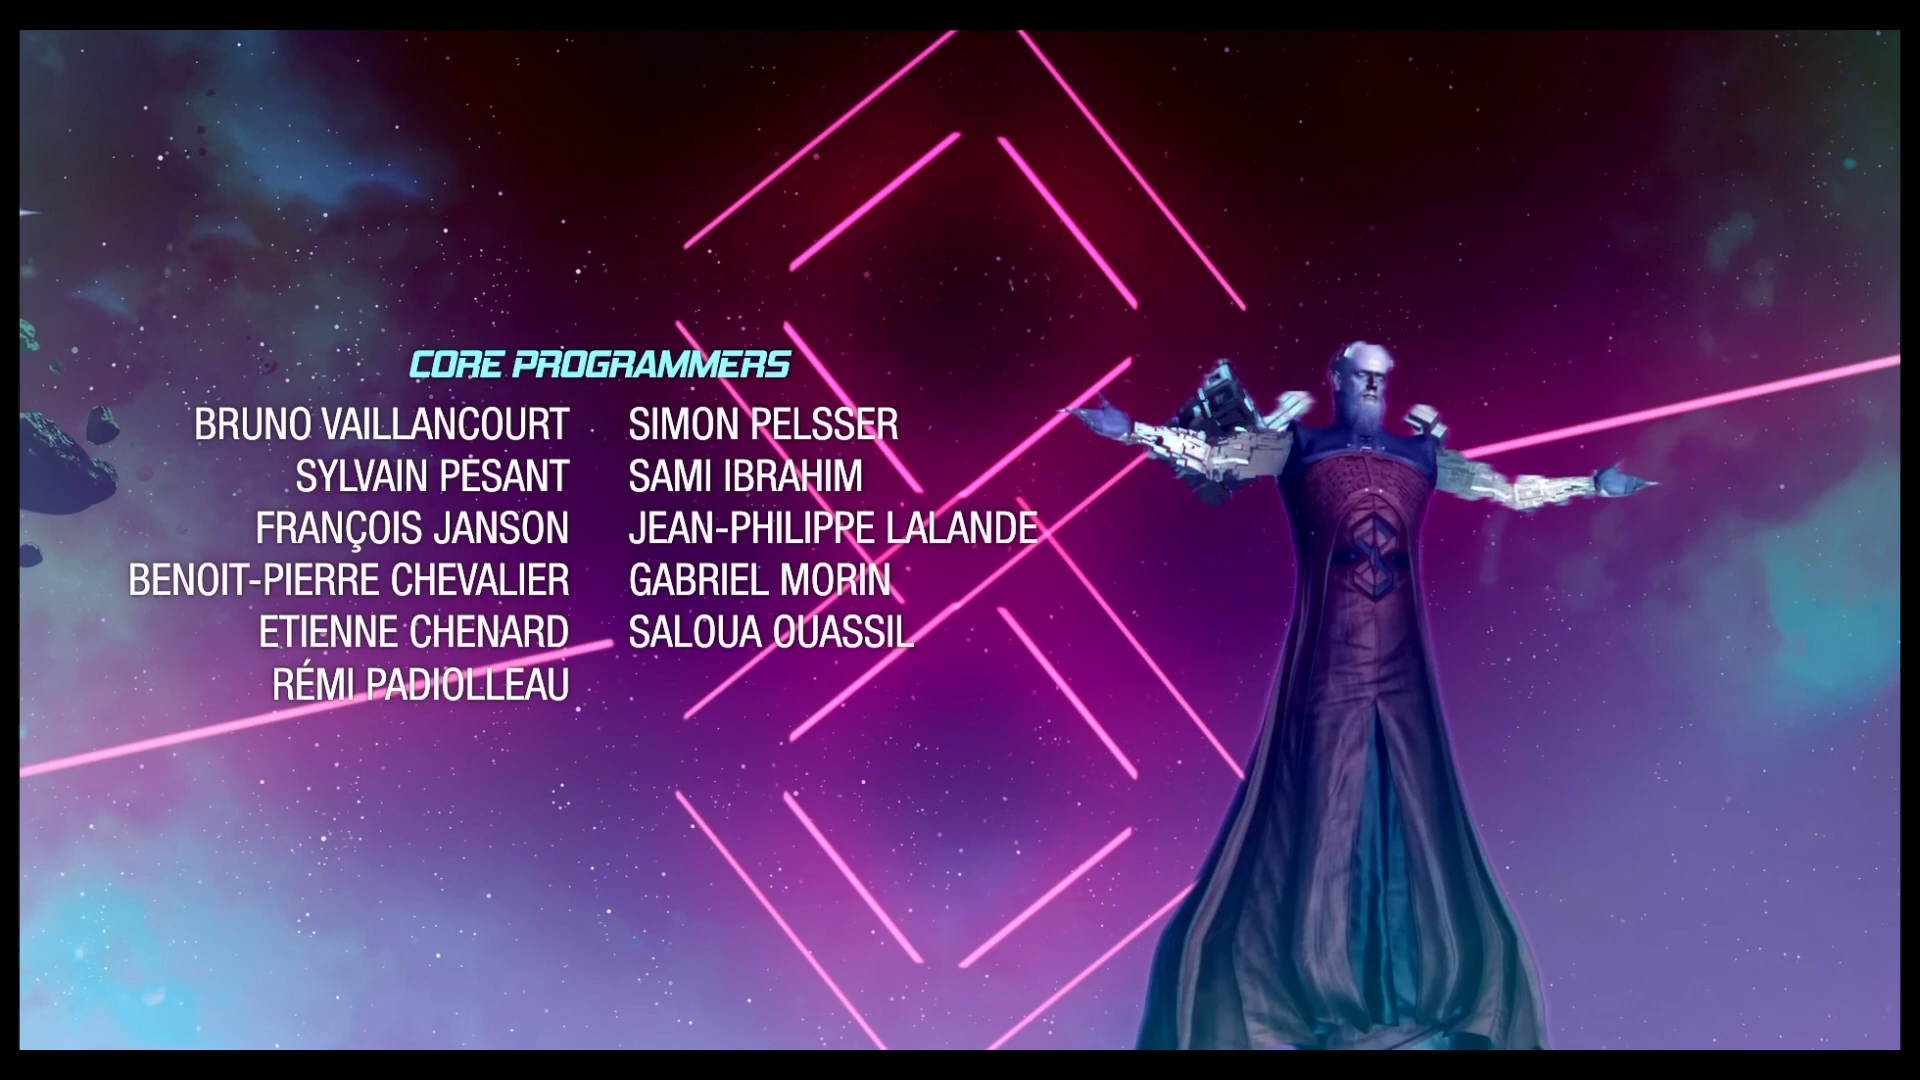 CORE PROGRAMMERS
BRUNO VAILLANCOURT SIMON PELSSER
SYLVAIN PESANT SAMI IBRAHIM
FRANÇOIS JANSON JEAN-PHILIPPE LALANDE
BENOIT-PIERRE CHEVALIER GABRIEL MORIN
ETIENNE CHENARD SALOUA OUASSIL
RÉMI PADIOLLEAU